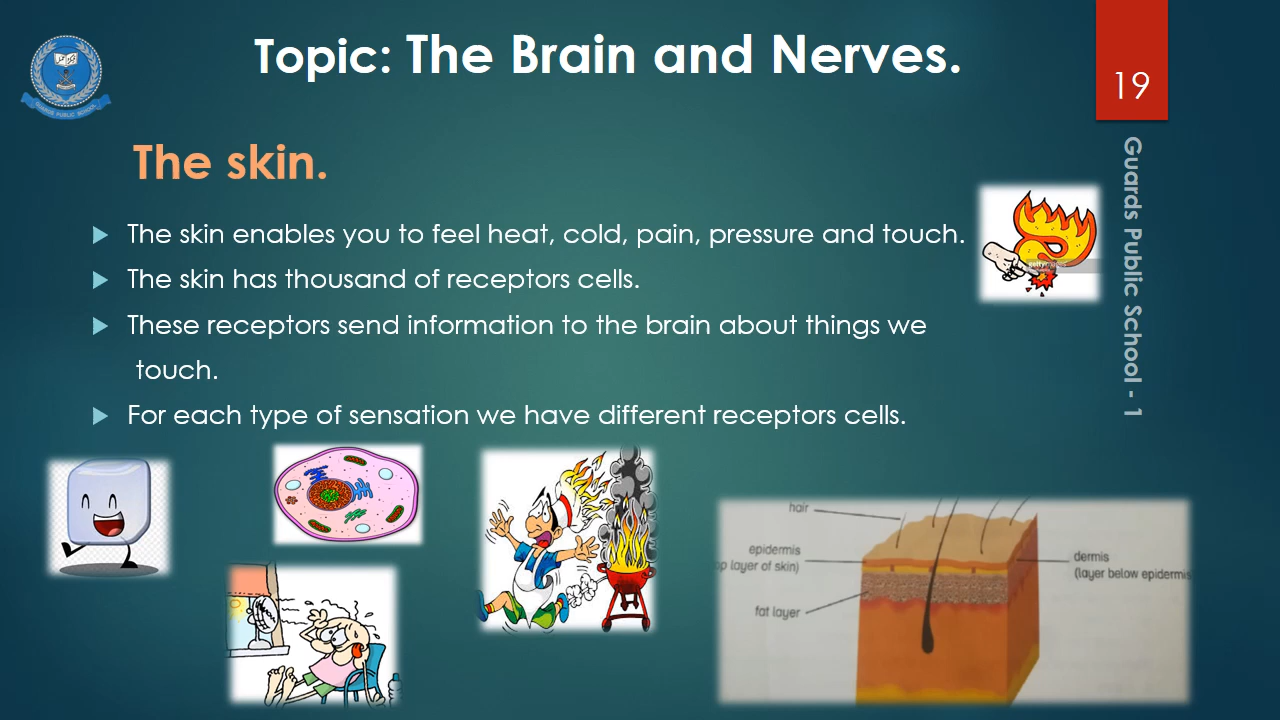 Topic: The Brain and Nerves.
19
Guards Public School - 1
The skin.
The skin enables you to feel heat, cold, pain, pressure and touch.
The skin has thousand of receptors cells.
These receptors send information to the brain about things we
touch.
For each type of sensation we have different receptors cells.
hair
epidermis
op layer of skin)
fat layer
dermis
(layer below epidermis